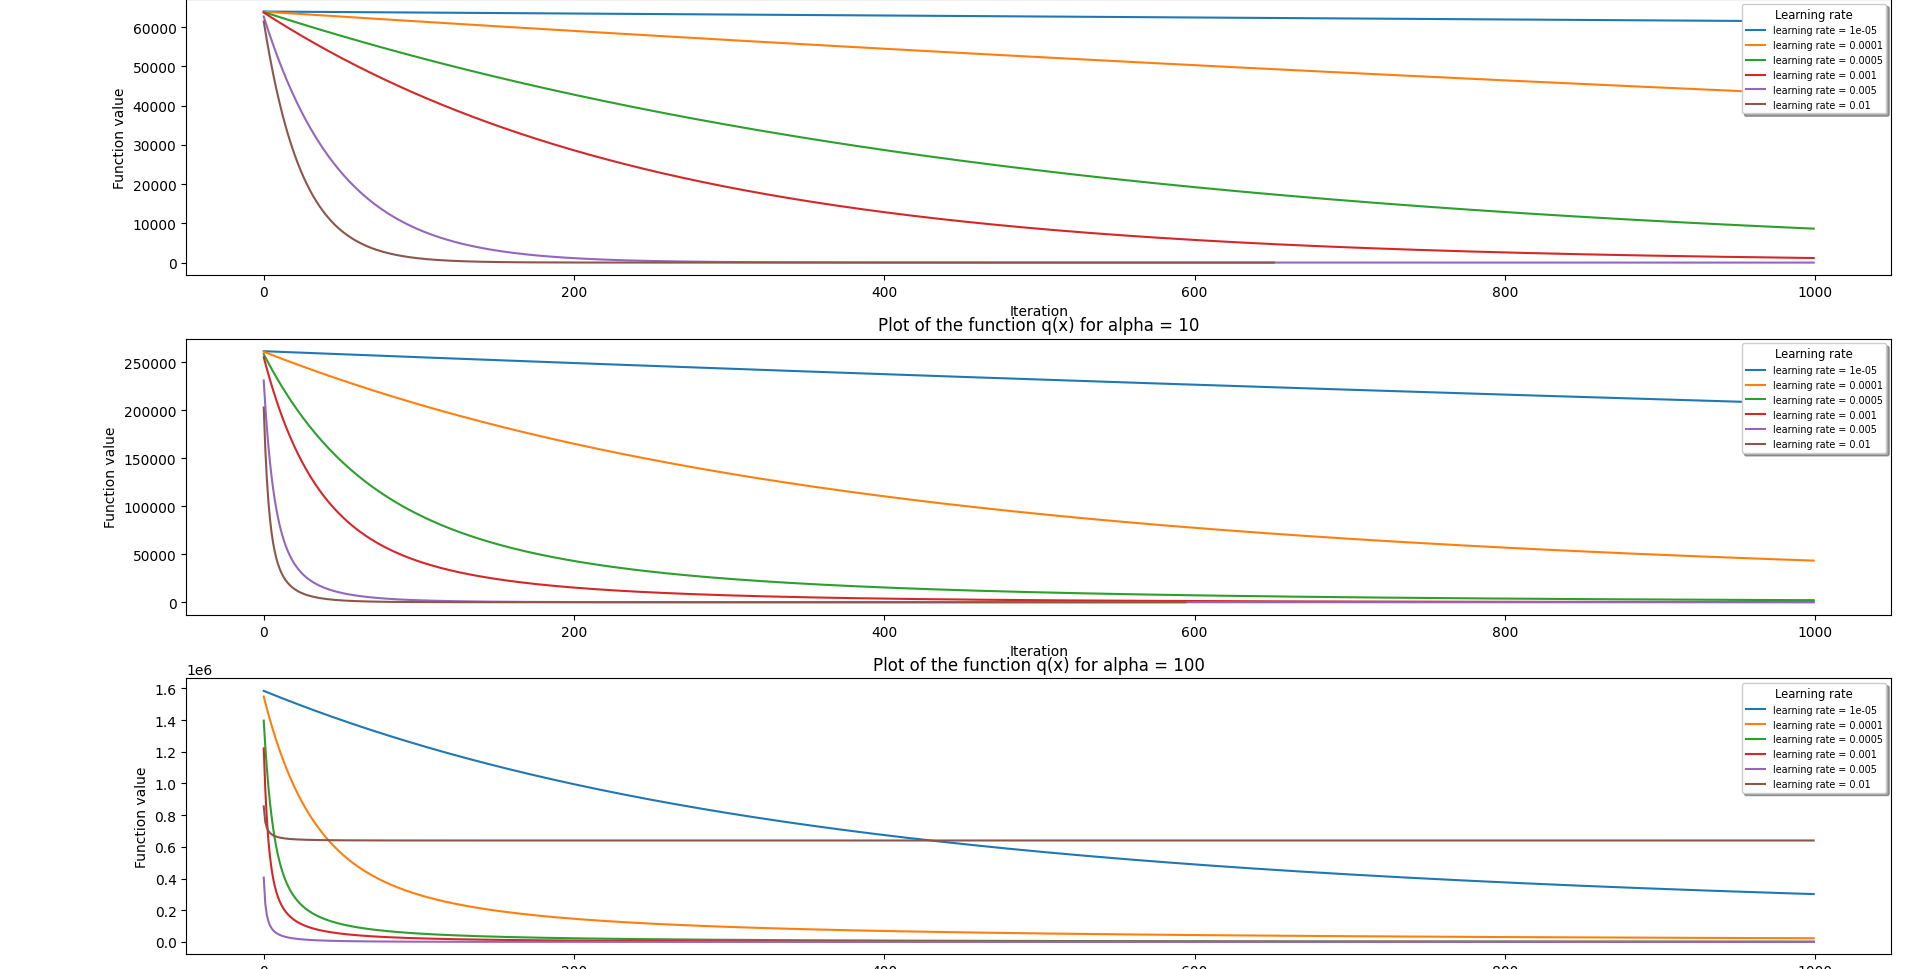 60000
50000
40000
30000
20000
10000
0
Function value
Learning rate
learning rate = 1e-05
learning rate = 0.0001
learning rate = 0.0005
learning rate = 0.001
learning rate = 0.005
learning rate = 0.01
0 200 400 600 800 1000
Iteration
Plot of the function q(x) for alpha = 10
250000
200000
150000
100000
50000
0
Function value
Learning rate
learning rate = 1e-05
learning rate = 0.0001
learning rate = 0.0005
learning rate = 0.001
learning rate = 0.005
learning rate = 0.01
0 200 400 600 800 1000
Iteration
Plot of the function q(x) for alpha = 100
1e6
1.6
1.4
1.2
1.0
0.8
0.6
0.4
0.2
0.0
Function value
Learning rate
learning rate = 1e-05
learning rate = 0.0001
learning rate = 0.0005
learning rate = 0.001
learning rate = 0.005
learning rate = 0.01
0 200 400 600 800 1000